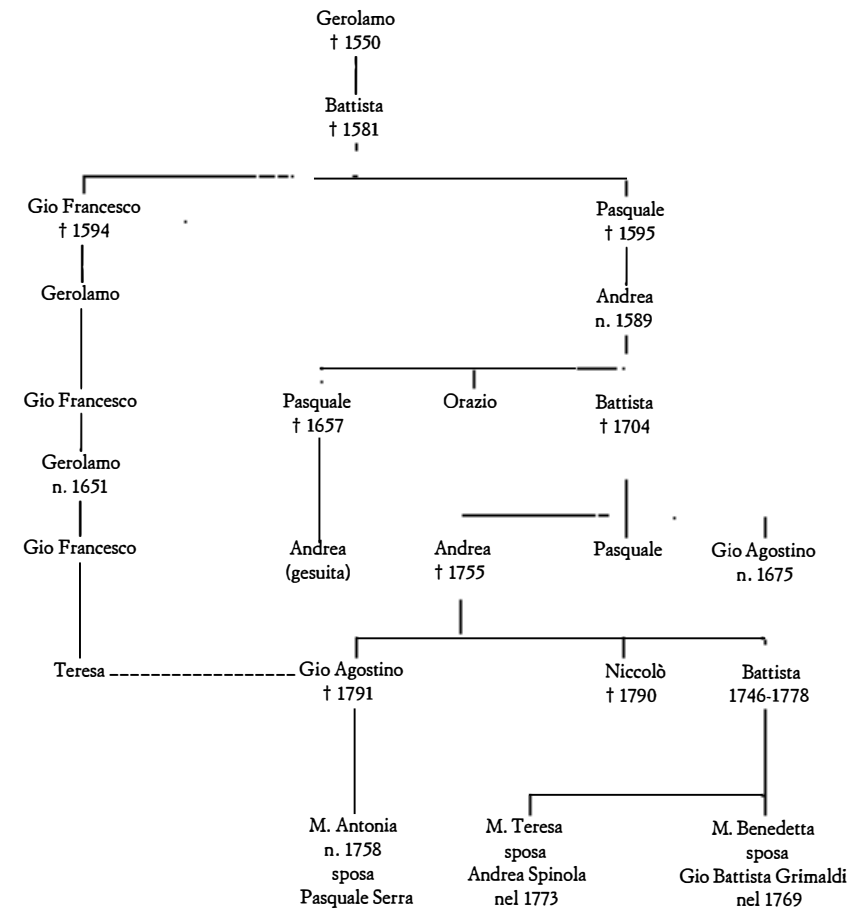 Gerolamo
† 1550
Battista
† 1581
Gio Francesco
† 1594
Pasquale
† 1595
Gerolamo
Andrea
n. 1589
Gio Francesco
Pasquale
† 1657
Orazio
Battista
† 1704
Gerolamo
n. 1651
Gio Francesco
Andrea
(gesuita)
Andrea
† 1755
Pasquale
Gio Agostino
n. 1675
Teresa
Gio Agostino
† 1791
Niccolò
† 1790
Battista
1746-1778
M. Antonia
n. 1758
sposa
Pasquale Serra
M. Teresa
sposa
Andrea Spinola
nel 1773
M. Benedetta
sposa
Gio Battista Grimaldi
nel 1769